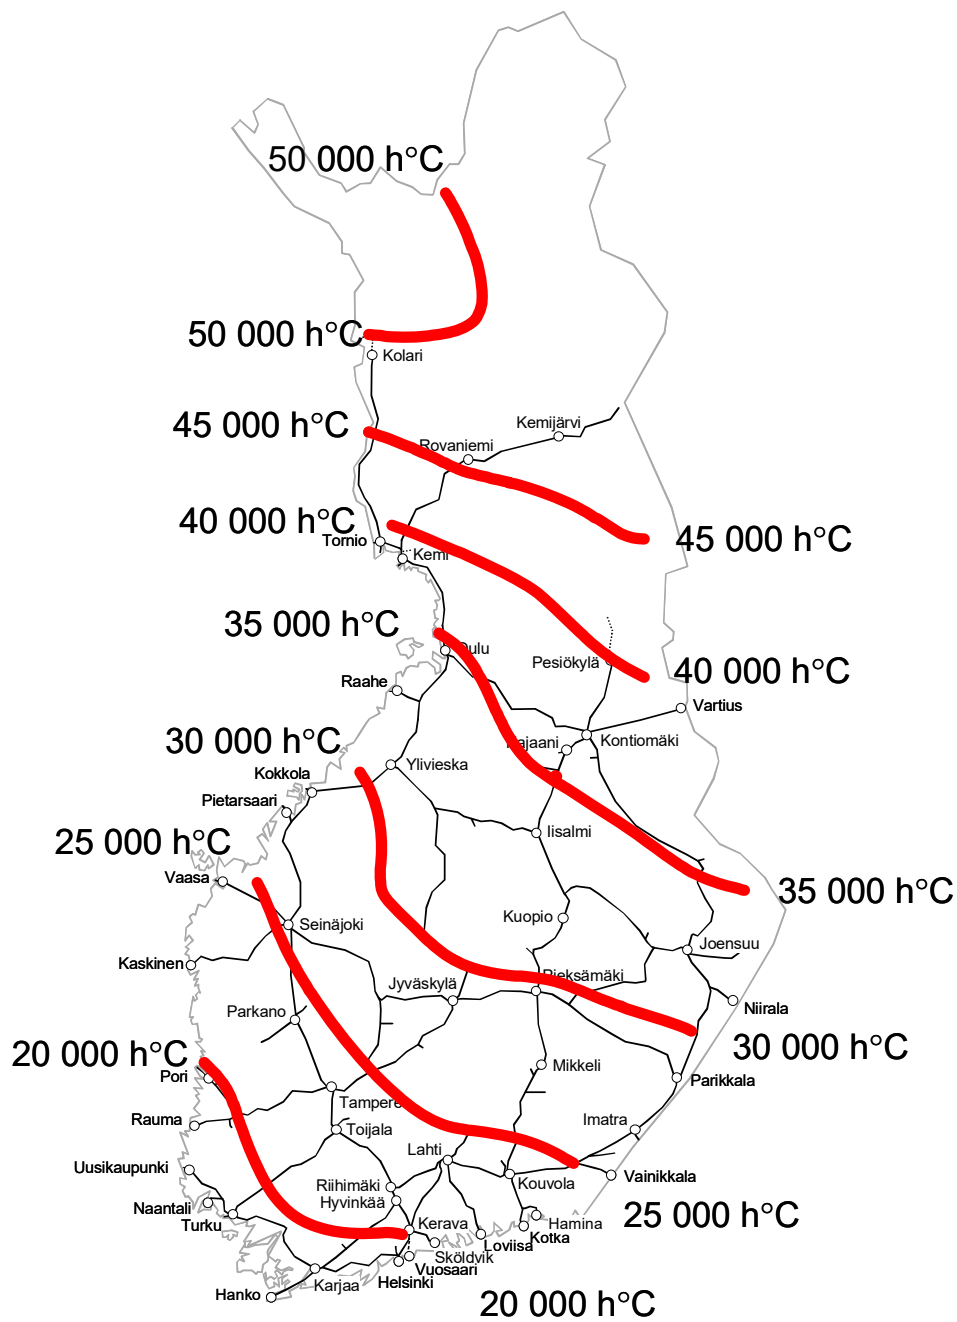 50 000 h°C
50 000 h°C
Kolari
45 000 h°C
Kemijärvi
Rovaniemi
40 000 h°C
Tornio
45 000 h°C
Kemi
35 000 h°C
Oulu
Pesiökylä
40 000 h°C
Raahe
Vartius
30 000 h°C
Kajaani
Kontiomäki
Ylivieska
Kokkola
Pietarsaari
25 000 h°C
Iisalmi
Vaasa
35 000 h°C
Kuopio
Seinäjoki
Joensuu
Kaskinen
Jyväskylä
Pieksämäki
Niirala
Parkano
30 000 h°C
20 000 h°C
Pori
Mikkeli
Parikkala
Tampere
Rauma
Toijala
Imatra
Lahti
Uusikaupunki
Vainikkala
Riihimäki
Kouvola
Hyvinkää
Naantali
Turku
Kerava
Hamina
25 000 h°C
Kotka
Loviisa
Sköldvik
Vuosaari
Helsinki
Karjaa
Hanko
20 000 h°C